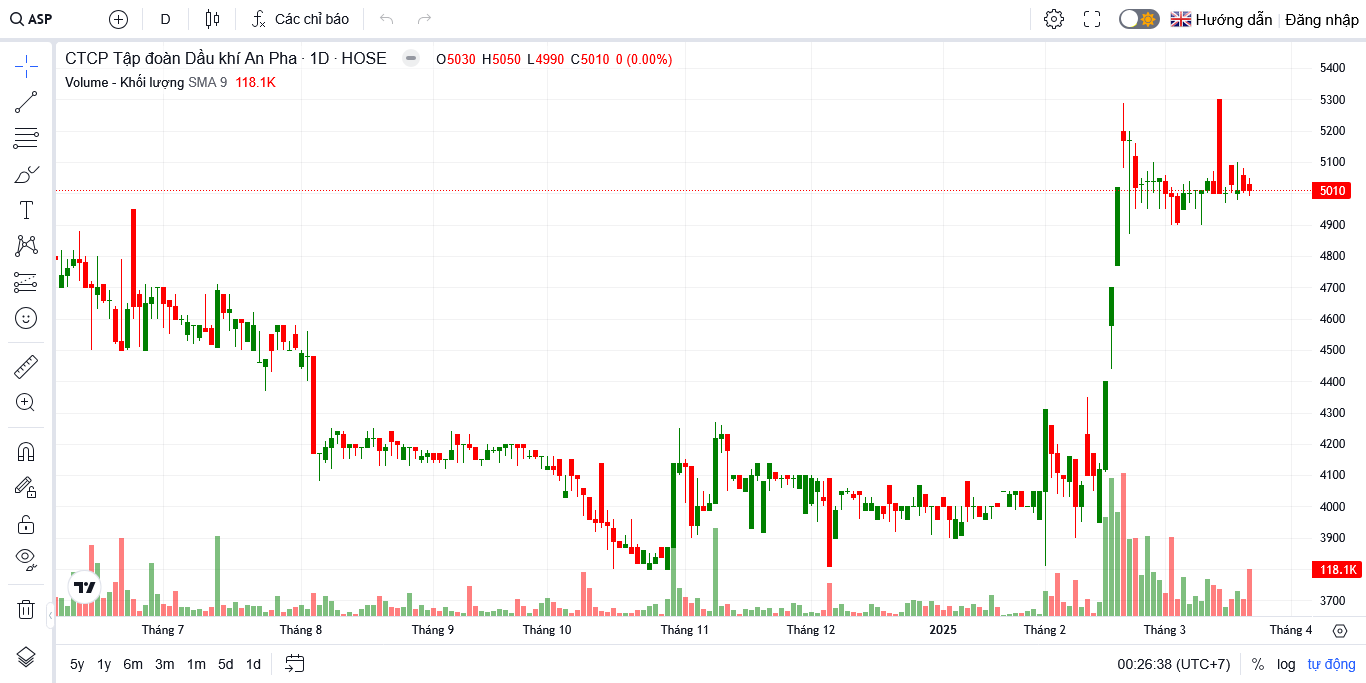 ASP D Các chỉ báo Hướng dẫn Đăng nhập
CTCP Tập đoàn Dầu khí An Pha · 1D · HOSE O5030 H5050 L4990 C5010 0 (0.00%)
Volume - Khối lượng SMA 9 118.1K
5400
5300
5200
5100
5010
4900
4800
4700
4600
4500
4400
4300
4200
4100
4000
3900
118.1K
3700
Tháng 7 Tháng 8 Tháng 9 Tháng 10 Tháng 11 Tháng 12 2025 Tháng 2 Tháng 3 Tháng 4
5y 1y 6m 3m 1m 5d 1d 00:26:38 (UTC+7) % log tự động